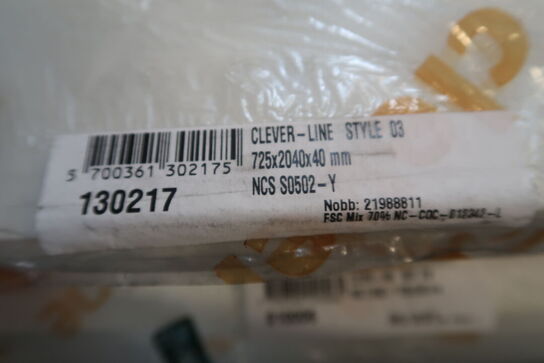 CLEVER-LINE STYLE 03
725x2040x40 mm
5 700361 302175
NCS S0502-Y
130217
Nobb: 21988811
FSC Mix 70% NC-COC-